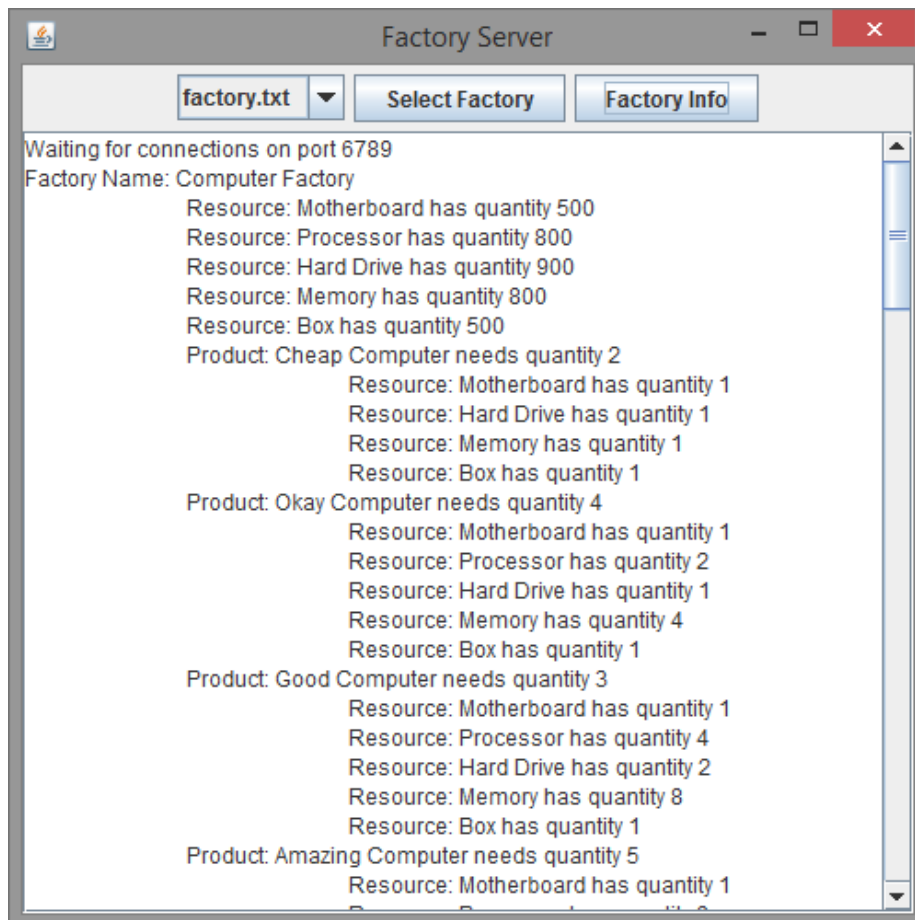 Factory Server
factory.txt Select Factory Factory Info
Waiting for connections on port 6789
Factory Name: Computer Factory
Resource: Motherboard has quantity 500
Resource: Processor has quantity 800
Resource: Hard Drive has quantity 900
Resource: Memory has quantity 800
Resource: Box has quantity 500
Product: Cheap Computer needs quantity 2
Resource: Motherboard has quantity 1
Resource: Hard Drive has quantity 1
Resource: Memory has quantity 1
Resource: Box has quantity 1
Product: Okay Computer needs quantity 4
Resource: Motherboard has quantity 1
Resource: Processor has quantity 2
Resource: Hard Drive has quantity 1
Resource: Memory has quantity 4
Resource: Box has quantity 1
Product: Good Computer needs quantity 3
Resource: Motherboard has quantity 1
Resource: Processor has quantity 4
Resource: Hard Drive has quantity 2
Resource: Memory has quantity 8
Resource: Box has quantity 1
Product: Amazing Computer needs quantity 5
Resource: Motherboard has quantity 1